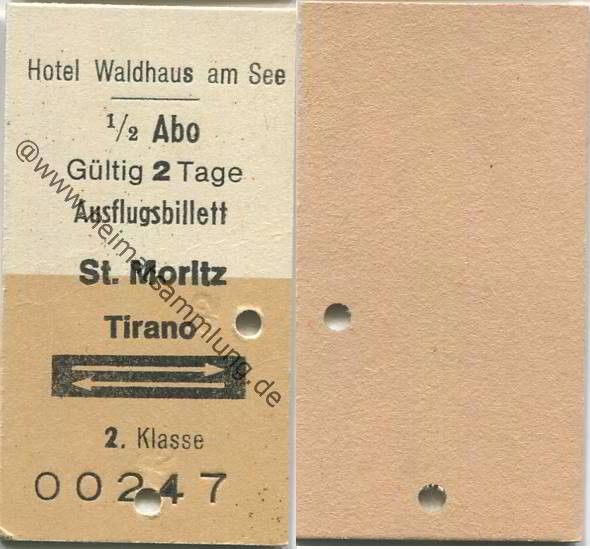 Hotel Waldhaus am See
1/2 Abo
Gültig 2 Tage
Ausflugsbillett
St. Moritz
Tirano
2. Klasse
00247
@www.heimatsammlung.de